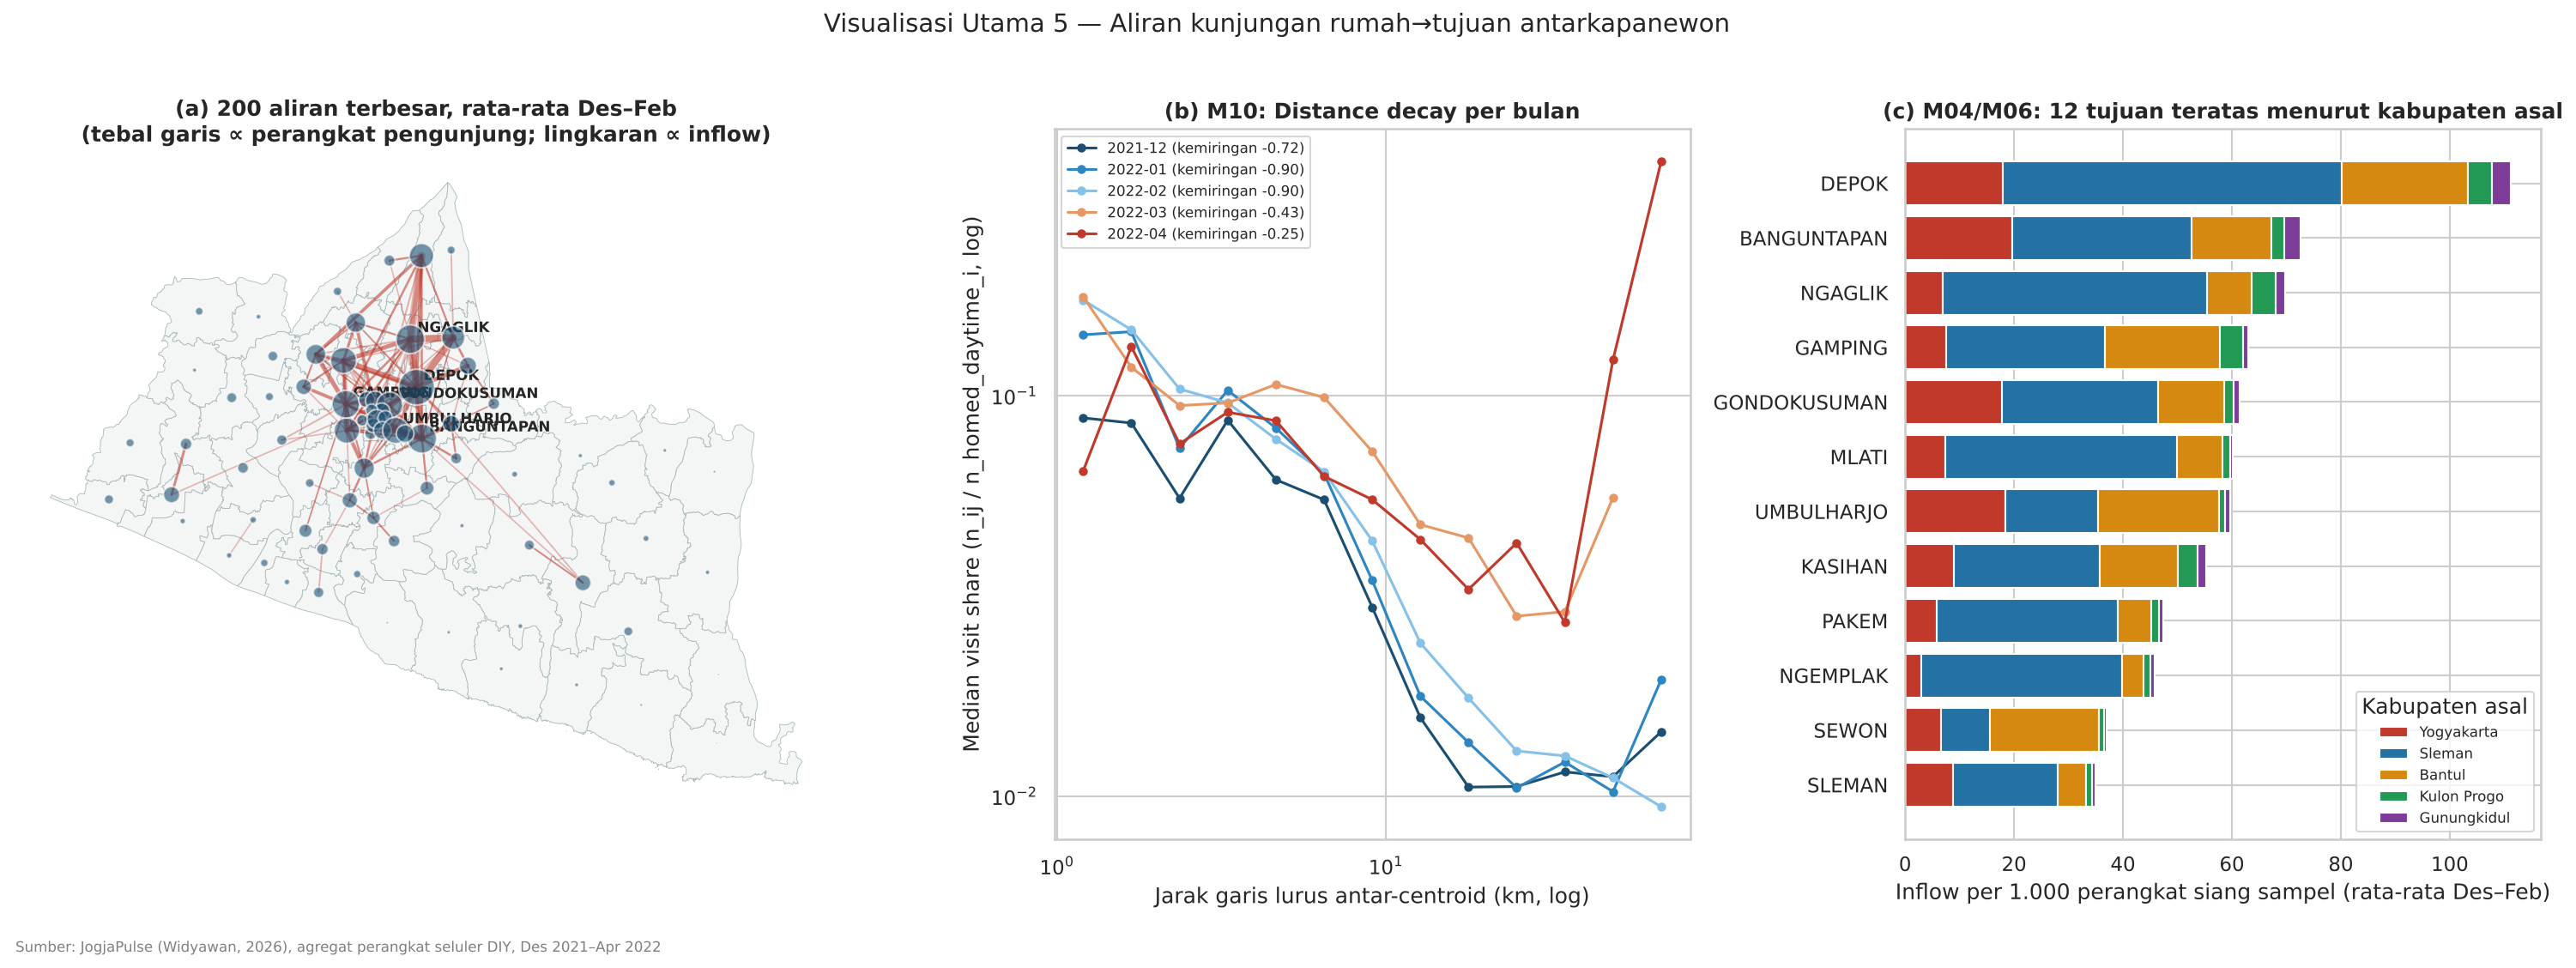 Visualisasi Utama 5 — Aliran kunjungan rumah→tujuan antarkapanewon
(a) 200 aliran terbesar, rata-rata Des–Feb
(tebal garis ∝ perangkat pengunjung; lingkaran ∝ inflow)
NGAGLIK
DEPOK
GAMPING
GONDOKUSUMAN
UMBULHARJO
BANGUNTAPAN
(b) M10: Distance decay per bulan
2021-12 (kemiringan -0.72)
2022-01 (kemiringan -0.90)
2022-02 (kemiringan -0.90)
2022-03 (kemiringan -0.43)
2022-04 (kemiringan -0.25)
Median visit share (n_ij / n_homed_daytime_i, log)
10⁻¹
10⁻²
10⁰
10¹
Jarak garis lurus antar-centroid (km, log)
(c) M04/M06: 12 tujuan teratas menurut kabupaten asal
DEPOK
BANGUNTAPAN
NGAGLIK
GAMPING
GONDOKUSUMAN
MLATI
UMBULHARJO
KASIHAN
PAKEM
NGEMPLAK
SEWON
SLEMAN
Kabupaten asal
Yogyakarta
Sleman
Bantul
Kulon Progo
Gunungkidul
0 20 40 60 80 100
Inflow per 1.000 perangkat siang sampel (rata-rata Des–Feb)
Sumber: JogjaPulse (Widyawan, 2026), agregat perangkat seluler DIY, Des 2021–Apr 2022